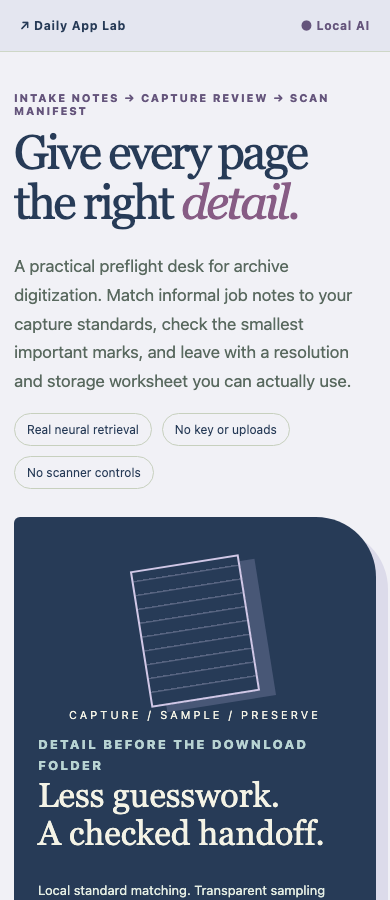 ↗ Daily App Lab
Local AI
INTAKE NOTES → CAPTURE REVIEW → SCAN
MANIFEST
Give every page
the right detail.
A practical preflight desk for archive
digitization. Match informal job notes to your
capture standards, check the smallest
important marks, and leave with a resolution
and storage worksheet you can actually use.
Real neural retrieval
No key or uploads
No scanner controls
CAPTURE / SAMPLE / PRESERVE
DETAIL BEFORE THE DOWNLOAD
FOLDER
Less guesswork.
A checked handoff.
Local standard matching. Transparent sampling